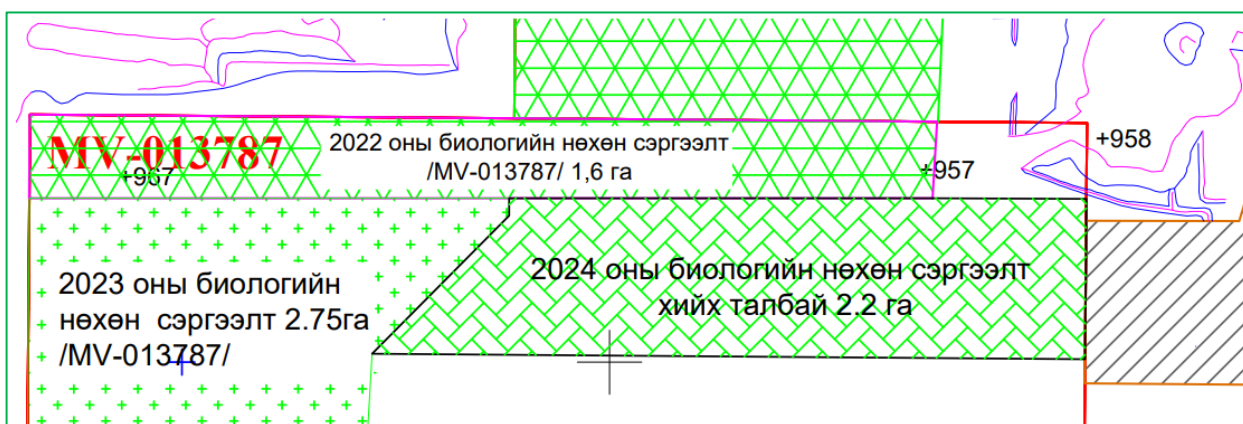 MV-013787
+967
2022 оны биологийн нөхөн сэргээлт
/MV-013787/ 1,6 га
+957
+958
2023 оны биологийн
нөхөн сэргээлт 2.75га
/MV-013787/
2024 оны биологийн нөхөн сэргээлт
хийх талбай 2.2 га